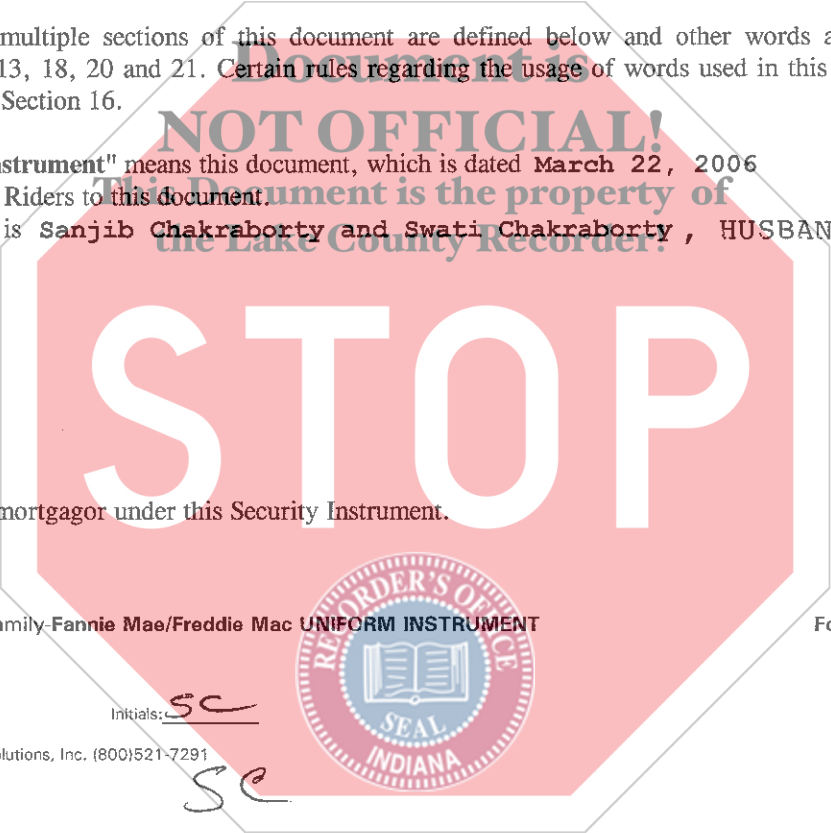 multiple sections of this document are defined below and other words a
13, 18, 20 and 21. Certain rules regarding the usage of words used in this
Section 16.
Document is
NOT OFFICIAL!
This Document is the property of
the Lake County Recorder!
nstrument" means this document, which is dated March 22, 2006
Riders to this document.
is Sanjib Chakraborty and Swati Chakraborty , HUSBAN
STOP
mortgagor under this Security Instrument.
amily-Fannie Mae/Freddie Mac UNIFORM INSTRUMENT Fo
RECORDER'S OFFICE
SEAL
INDIANA
Initials: SC
olutions, Inc. (800)521-7291
SC